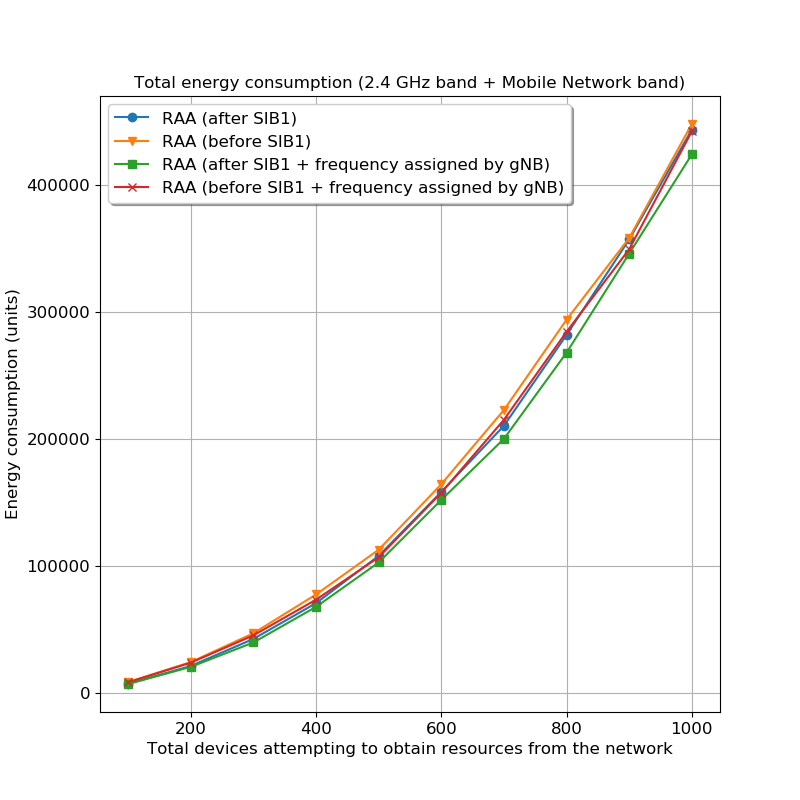 Total energy consumption (2.4 GHz band + Mobile Network band)
RAA (after SIB1)
RAA (before SIB1)
RAA (after SIB1 + frequency assigned by gNB)
RAA (before SIB1 + frequency assigned by gNB)
Energy consumption (units)
400000
300000
200000
100000
0
200 400 600 800 1000
Total devices attempting to obtain resources from the network